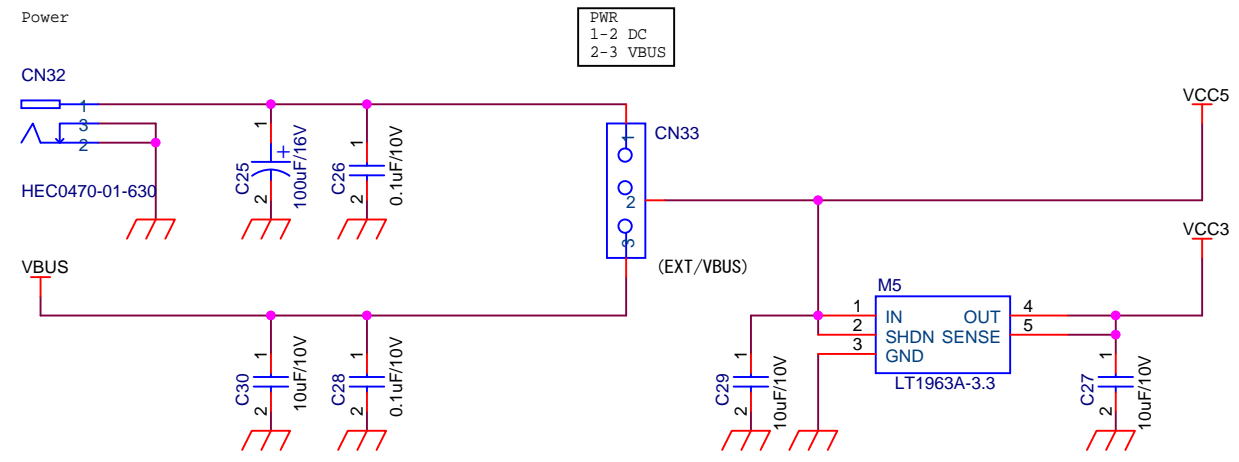 Power
PWR
1-2 DC
2-3 VBUS
CN32
1
3
2
HEC0470-01-630
1
+
C25
100uF/16V
2
1
C26
0.1uF/10V
2
CN33
1
2
3
(EXT/VBUS)
VCC5
VCC3
VBUS
1
C30
10uF/10V
2
1
C28
0.1uF/10V
2
1
C29
10uF/10V
2
M5
1
IN
OUT
4
2
SHDN
SENSE
5
3
GND
LT1963A-3.3
1
C27
10uF/10V
2